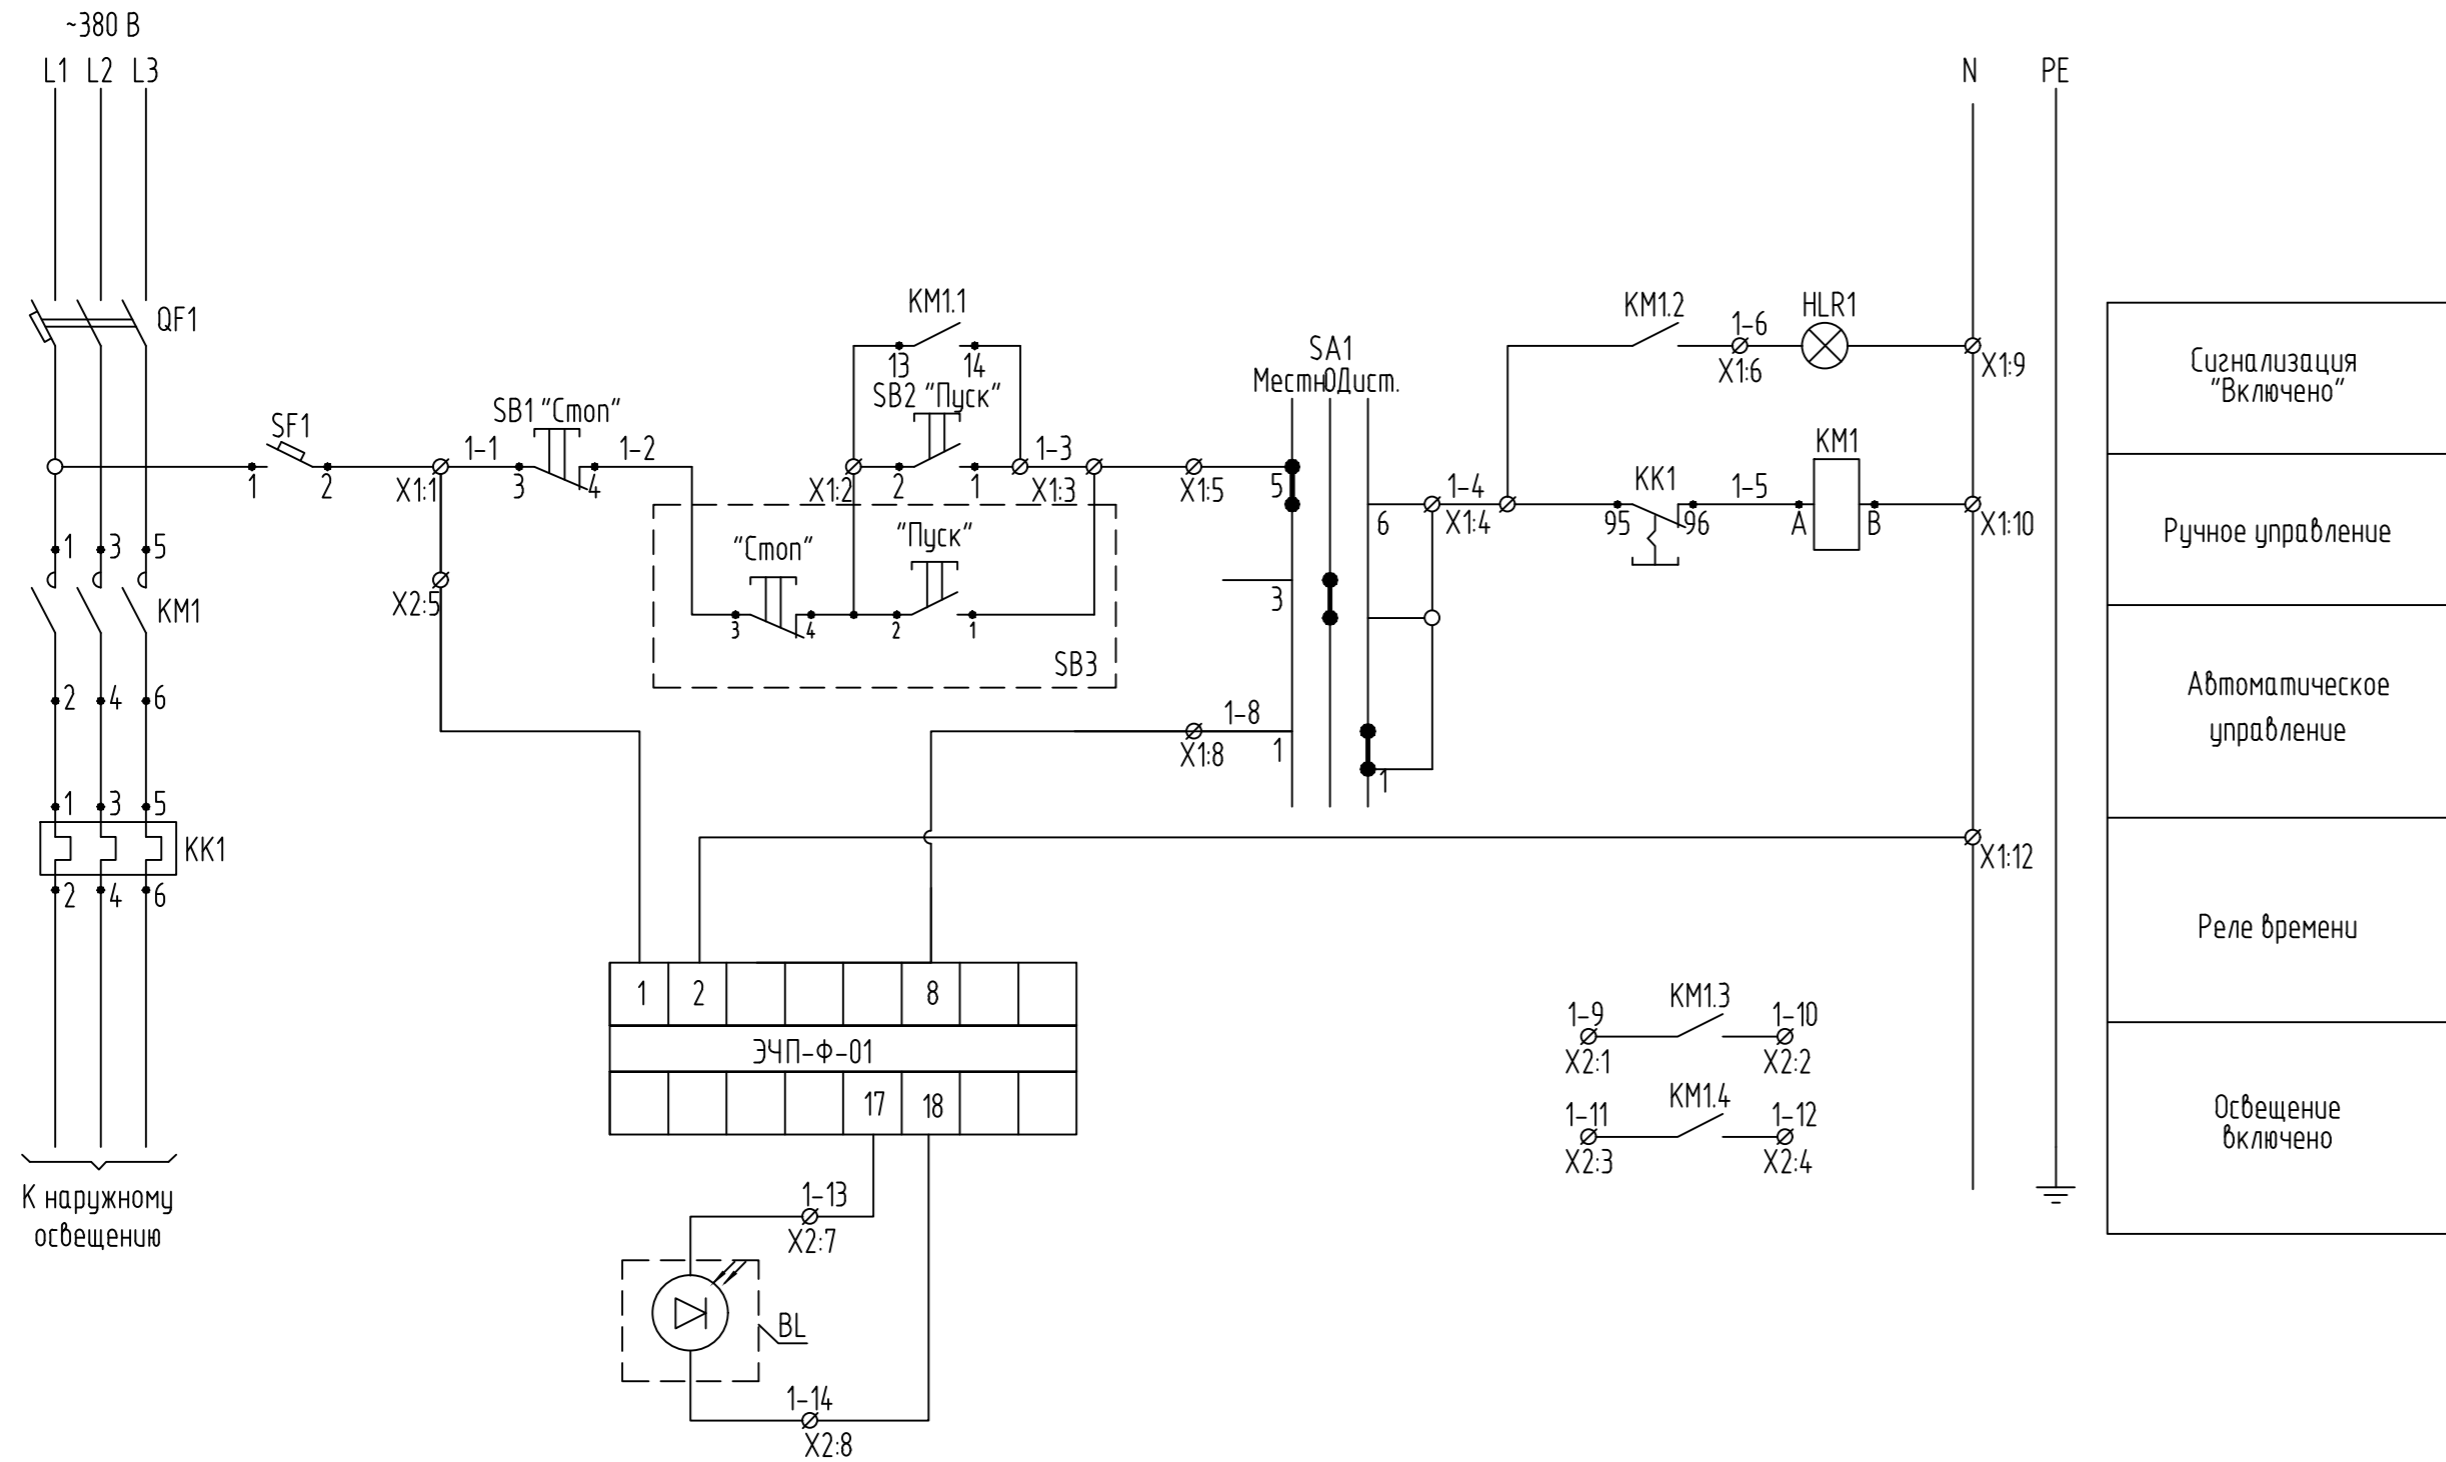 ~380 В
L1 L2 L3
N
PE
QF1
KM1.1
13
14
SB2 "Пуск"
SB1 "Стоп"
SF1
1
2
X1:1
1-1
3
4
1-2
X1:2
2
1
1-3
X1:3
X1:5
SA1
Местн0Дист.
5
6
3
1
1
1-4
X1:4
KM1.2
1-6
X1:6
HLR1
X1:9
KK1
95
96
1-5
KM1
A
B
X1:10
"Стоп"
3
4
"Пуск"
2
1
SB3
X2:5
1-8
X1:8
X1:12
1 3 5
KM1
2 4 6
1 3 5
KK1
2 4 6
К наружному
освещению
1 2 8
ЭЧП-Ф-01
17 18
1-13
X2:7
BL
1-14
X2:8
1-9
X2:1
KM1.3
1-10
X2:2
1-11
X2:3
KM1.4
1-12
X2:4
Сигнализация
"Включено"
Ручное управление
Автоматическое
управление
Реле времени
Освещение
включено